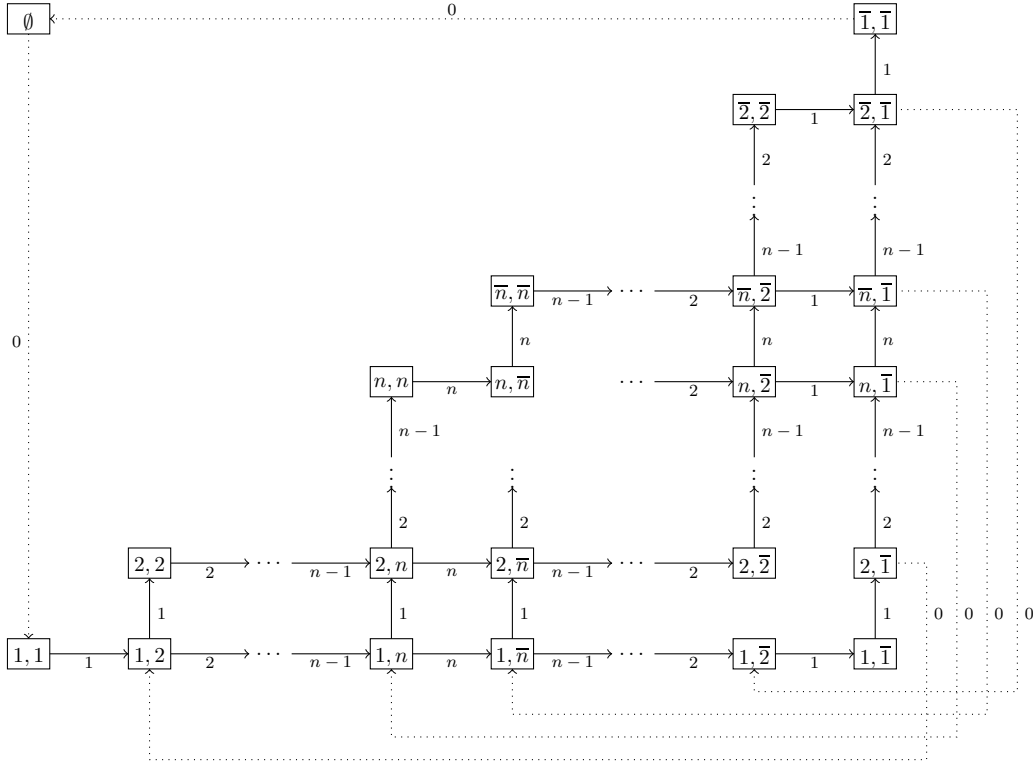 0
∅ 1̅,1̅
1
2̅,2̅ 1 2̅,1̅
2 2
⋮ ⋮
n−1 n−1
n̅,n̅ n−1 ⋯ 2 n̅,2̅ 1 n̅,1̅
0 n n n
n,n n n,n̅ ⋯ 2 n,2̅ 1 n,1̅
n−1 n−1 n−1
⋮ ⋮ ⋮ ⋮
2 2 2 2
2,2 2 ⋯ n−1 2,n n 2,n̅ n−1 ⋯ 2 2,2̅ 2,1̅
1 1 1 1 0 0 0 0
1,1 1 1,2 2 ⋯ n−1 1,n n 1,n̅ n−1 ⋯ 2 1,2̅ 1 1,1̅